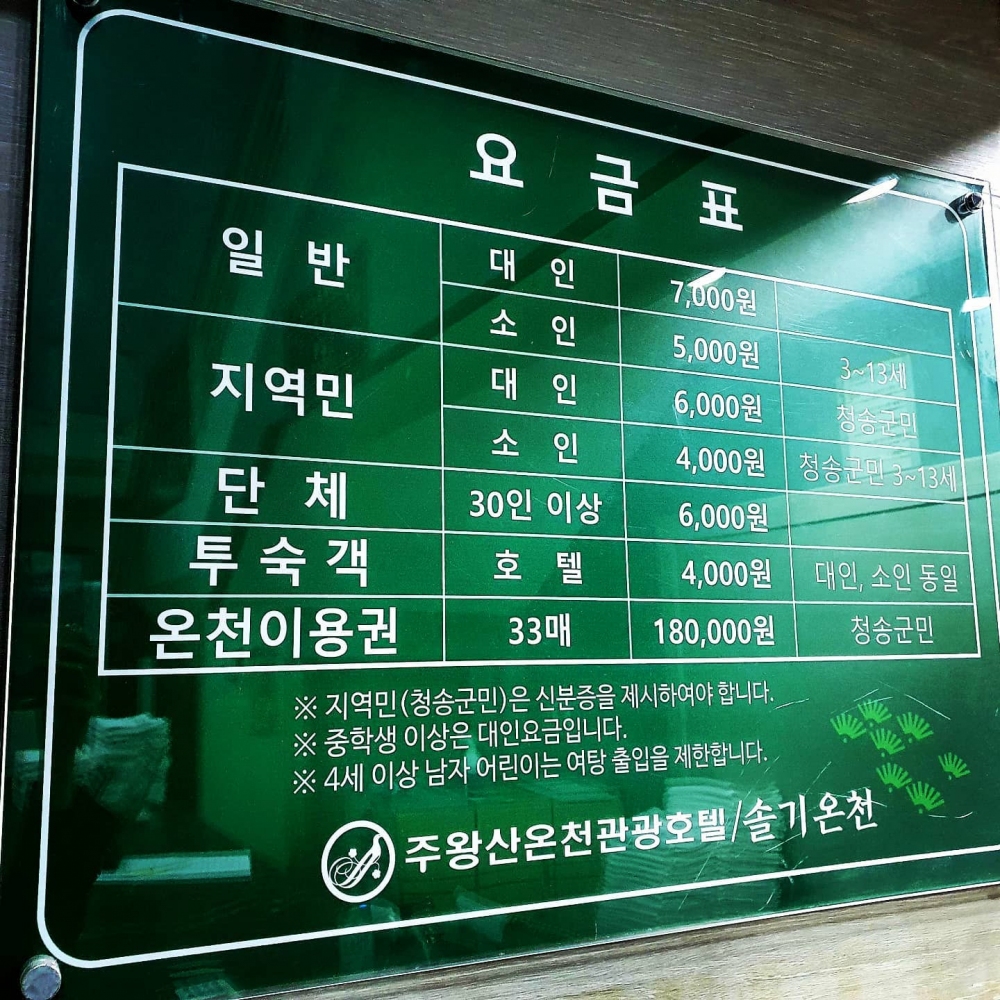 요 금 표
일 반 대 인 7,000원
소 인 5,000원 3~13세
지역민 대 인 6,000원 청송군민
소 인 4,000원 청송군민 3~13세
단 체 30인 이상 6,000원
투 숙 객 호 텔 4,000원 대인, 소인 동일
온천이용권 33매 180,000원 청송군민
※ 지역민(청송군민)은 신분증을 제시하여야 합니다.
※ 중학생 이상은 대인요금입니다.
※ 4세 이상 남자 어린이는 여탕 출입을 제한합니다.
주왕산온천관광호텔/솔기온천